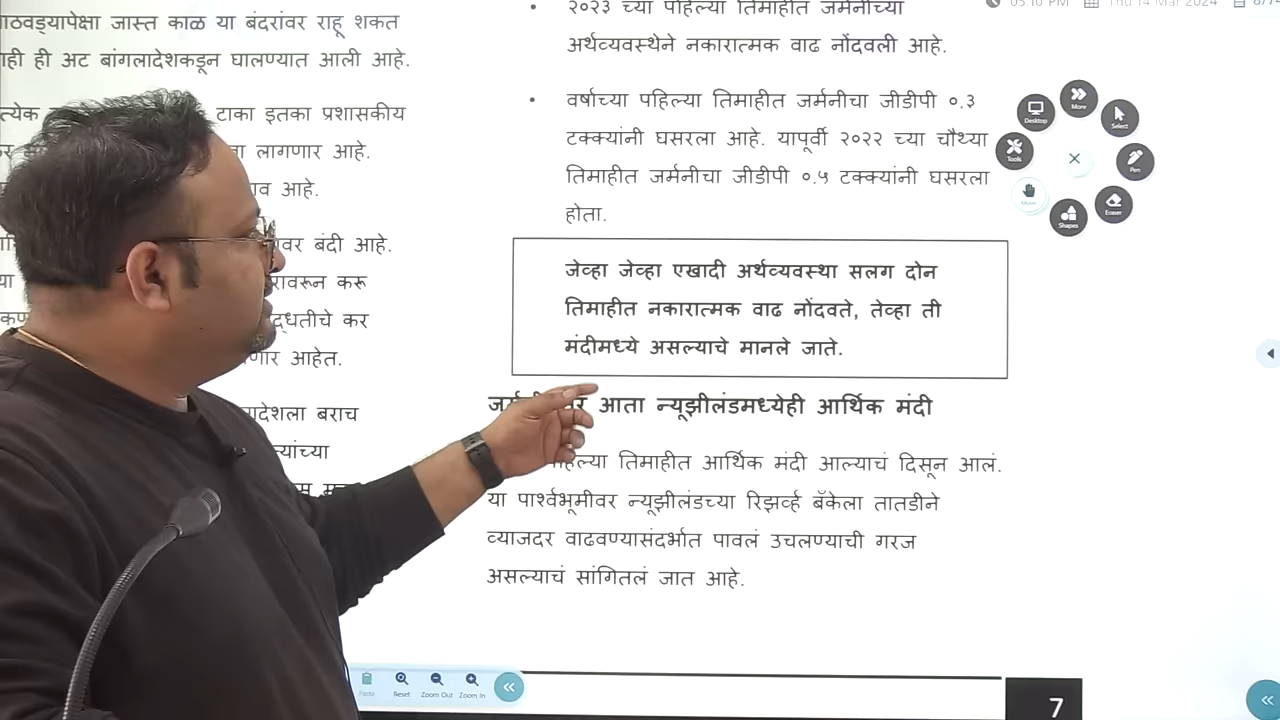 जास्त काळ या बंदरांवर राहू शकत
ही अट बांगलादेशकडून घालण्यात आली आहे.
टाका इतका प्रशासकीय
लागणार आहे.
आहे.
बंदी आहे.
करू
कर
आहेत.
बराच
२०२३ च्या पहिल्या तिमाहीत जर्मनीच्या
अर्थव्यवस्थेने नकारात्मक वाढ नोंदवली आहे.
वर्षाच्या पहिल्या तिमाहीत जर्मनीचा जीडीपी ०.३
टक्क्यांनी घसरला आहे. यापूर्वी २०२२ च्या चौथ्या
तिमाहीत जर्मनीचा जीडीपी ०.५ टक्क्यांनी घसरला
होता.
जेव्हा जेव्हा एखादी अर्थव्यवस्था सलग दोन
तिमाहीत नकारात्मक वाढ नोंदवते, तेव्हा ती
मंदीमध्ये असल्याचे मानले जाते.
आता न्यूझीलंडमध्येही आर्थिक मंदी
तिमाहीत आर्थिक मंदी आल्याचं दिसून आलं.
या पार्श्वभूमीवर न्यूझीलंडच्या रिझर्व्ह बँकेला तातडीने
व्याजदर वाढवण्यासंदर्भात पावलं उचलण्याची गरज
असल्याचं सांगितलं जात आहे.
7
05:10 PM
Thu 14 Mar 2024
Desktop
More
Select
Tools
Pen
Move
Eraser
Shapes
Paste
Reset
Zoom Out
Zoom In